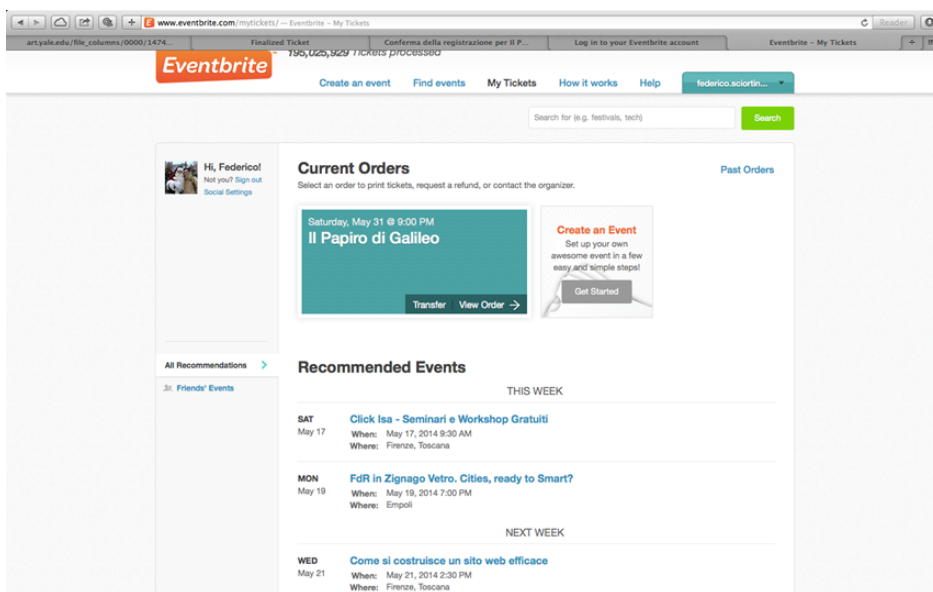 www.eventbrite.com/mytickets/ — Eventbrite – My Tickets
Reader
art.yale.edu/file_columns/0000/1474... Finalized Ticket Conferma della registrazione per Il P... Log in to your Eventbrite account Eventbrite – My Tickets
Eventbrite
195,025,929 Tickets processed
Create an event Find events My Tickets How it works Help federico.sciortin...
Search for (e.g. festivals, tech) Search
Hi, Federico!
Not you? Sign out
Social Settings
Current Orders
Past Orders
Select an order to print tickets, request a refund, or contact the organizer.
Saturday, May 31 @ 9:00 PM
Il Papiro di Galileo
Transfer View Order →
Create an Event
Set up your own
awesome event in a few
easy and simple steps!
Get Started
All Recommendations
Friends' Events
Recommended Events
THIS WEEK
SAT
May 17
Click Isa - Seminari e Workshop Gratuiti
When: May 17, 2014 9:30 AM
Where: Firenze, Toscana
MON
May 19
FdR in Zignago Vetro. Cities, ready to Smart?
When: May 19, 2014 7:00 PM
Where: Empoli
NEXT WEEK
WED
May 21
Come si costruisce un sito web efficace
When: May 21, 2014 2:30 PM
Where: Firenze, Toscana